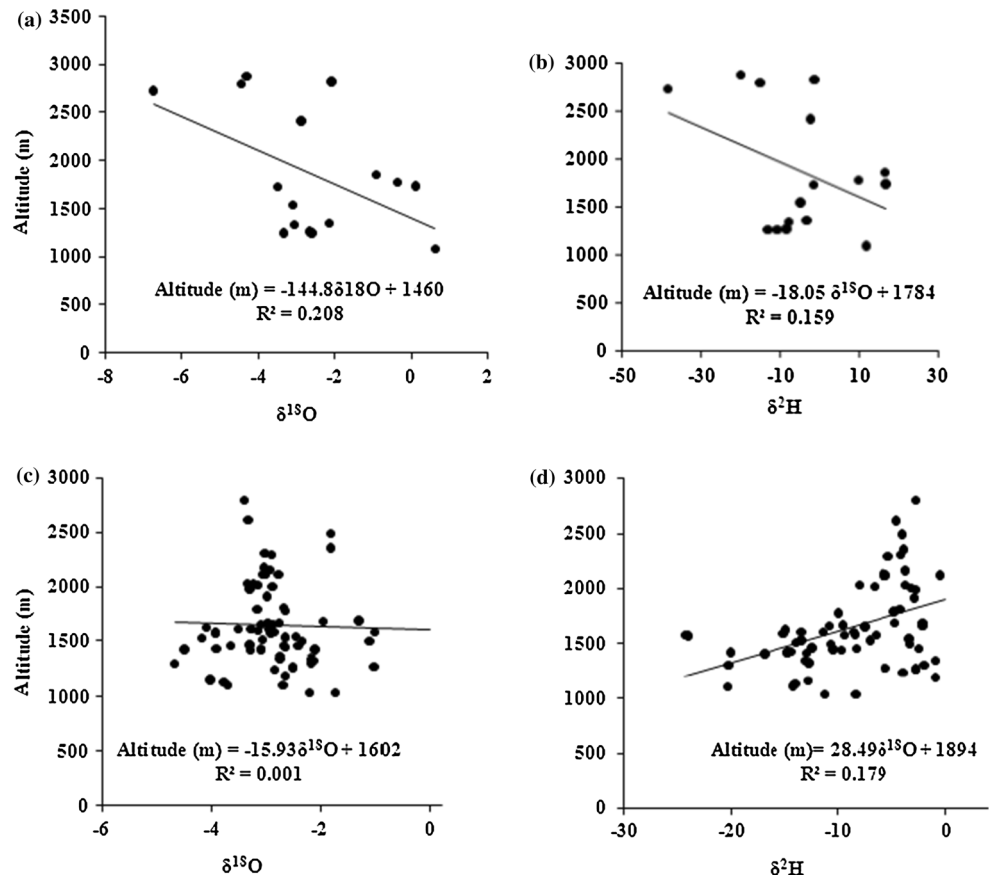 (a)
3500
3000
2500
2000
1500
1000
500
0
Altitude (m)
Altitude (m) = -144.8δ18O + 1460
R² = 0.208
-8 -6 -4 -2 0 2
δ¹⁸O
(b)
3000
2500
2000
1500
1000
500
0
Altitude (m) = -18.05 δ¹⁸O + 1784
R² = 0.159
-50 -30 -10 10 30
δ²H
(c)
3000
2500
2000
1500
1000
500
0
Altitude (m)
Altitude (m) = -15.93δ¹⁸O + 1602
R² = 0.001
-6 -4 -2 0
δ¹⁸O
(d)
3000
2500
2000
1500
1000
500
0
Altitude (m)= 28.49δ¹⁸O + 1894
R² = 0.179
-30 -20 -10 0
δ²H